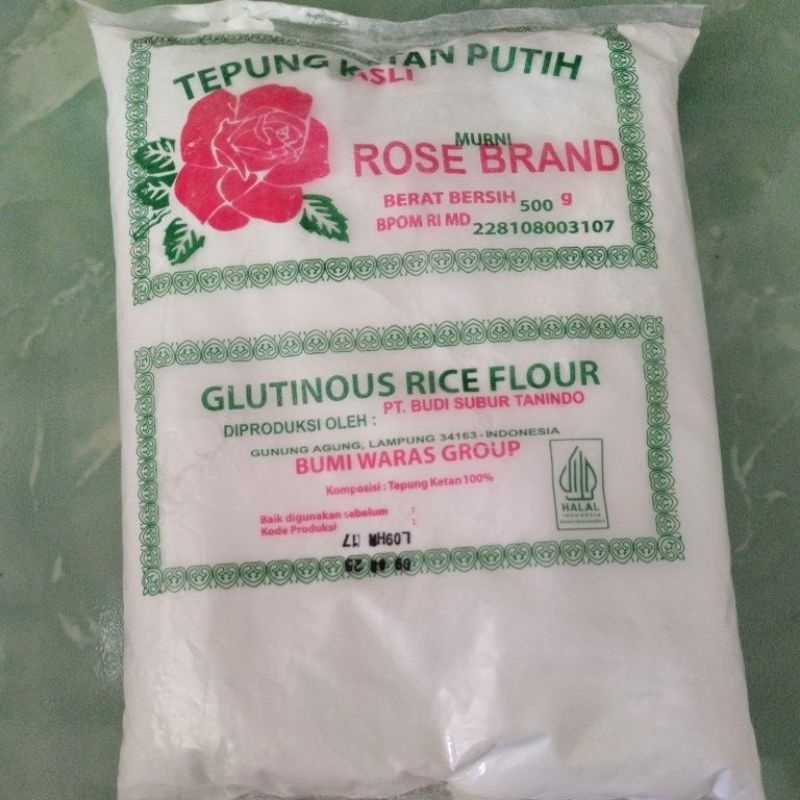 TEPUNG KETAN PUTIH
ASLI
MURNI
ROSE BRAND
BERAT BERSIH 500 g
BPOM RI MD 228108003107
GLUTINOUS RICE FLOUR
DIPRODUKSI OLEH : PT. BUDI SUBUR TANINDO
GUNUNG AGUNG, LAMPUNG 34163 - INDONESIA
BUMI WARAS GROUP
Komposisi : Tepung Ketan 100%
HALAL
INDONESIA
Baik digunakan sebelum :
Kode Produksi :